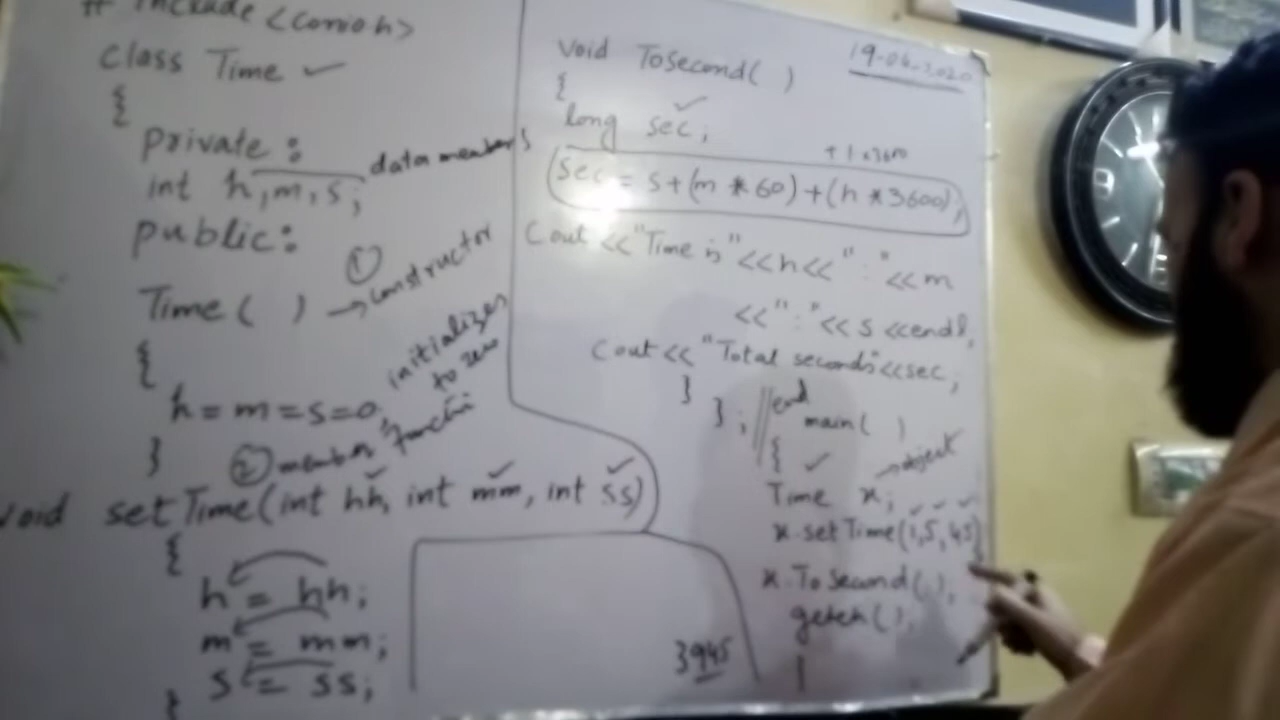 # include <conio.h>
class Time ✓
{
private :
data members
int h, m, s;
public:
①
Time ( ) → constructor
{
initializes
to zero
h = m = s = 0;
}
② member
void setTime(int hh, int mm, int ss)
{
h = hh;
m = mm;
s = ss;
}
19-04-2020
void ToSecond( )
{
long sec;
sec = s + (m * 60) + (h * 3600);
Cout << "Time is" << h << " : " << m
<< " : " << s << endl;
Cout << "Total seconds" << sec;
}
}; // end
main( )
{
→ object
Time x;
x.setTime(1,5,45)
x.ToSecond( );
getch( );
}
3945